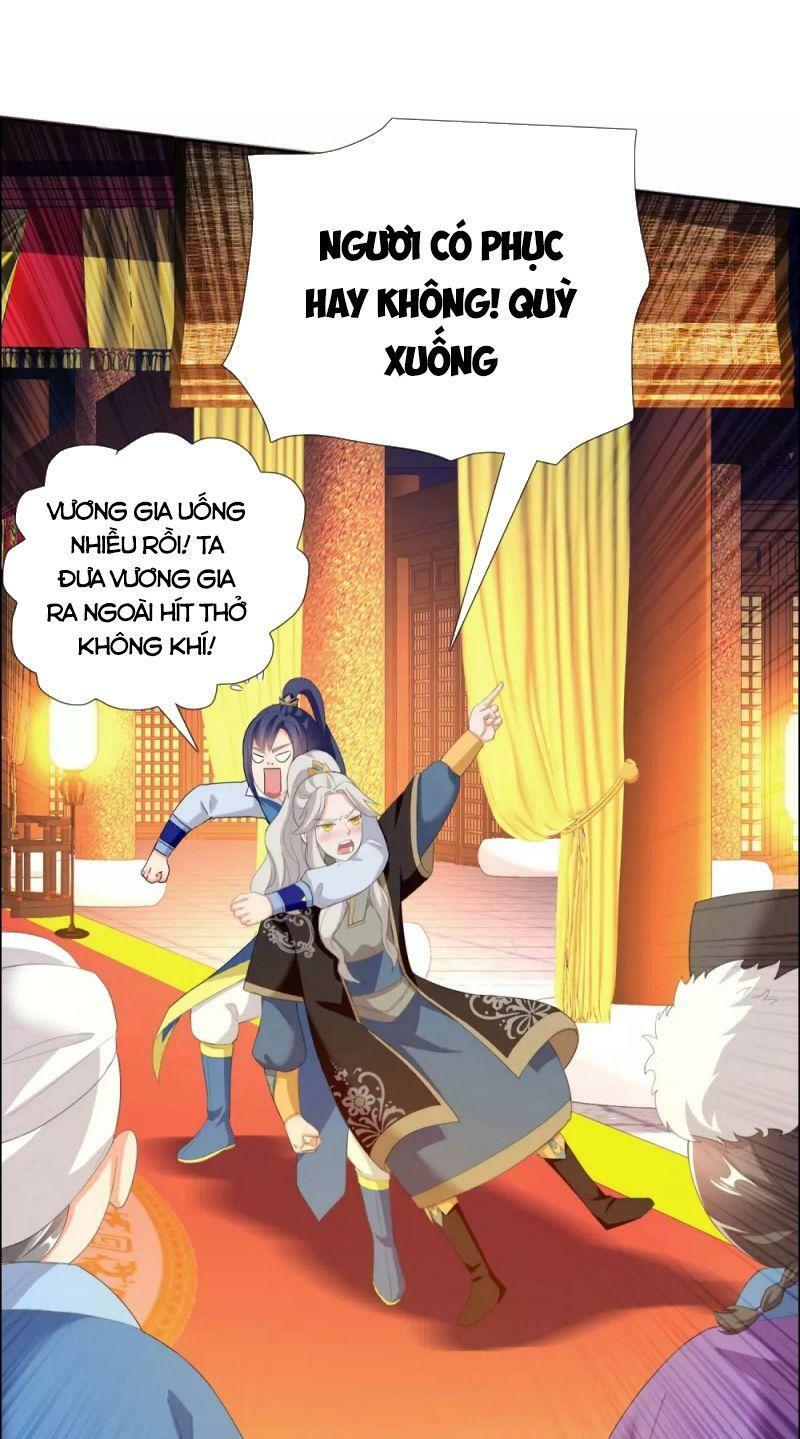 NGƯƠI CÓ PHỤC
HAY KHÔNG! QUỲ
XUỐNG
VƯƠNG GIA UỐNG
NHIỀU RỒI! TA
ĐƯA VƯƠNG GIA
RA NGOÀI HÍT THỞ
KHÔNG KHÍ!